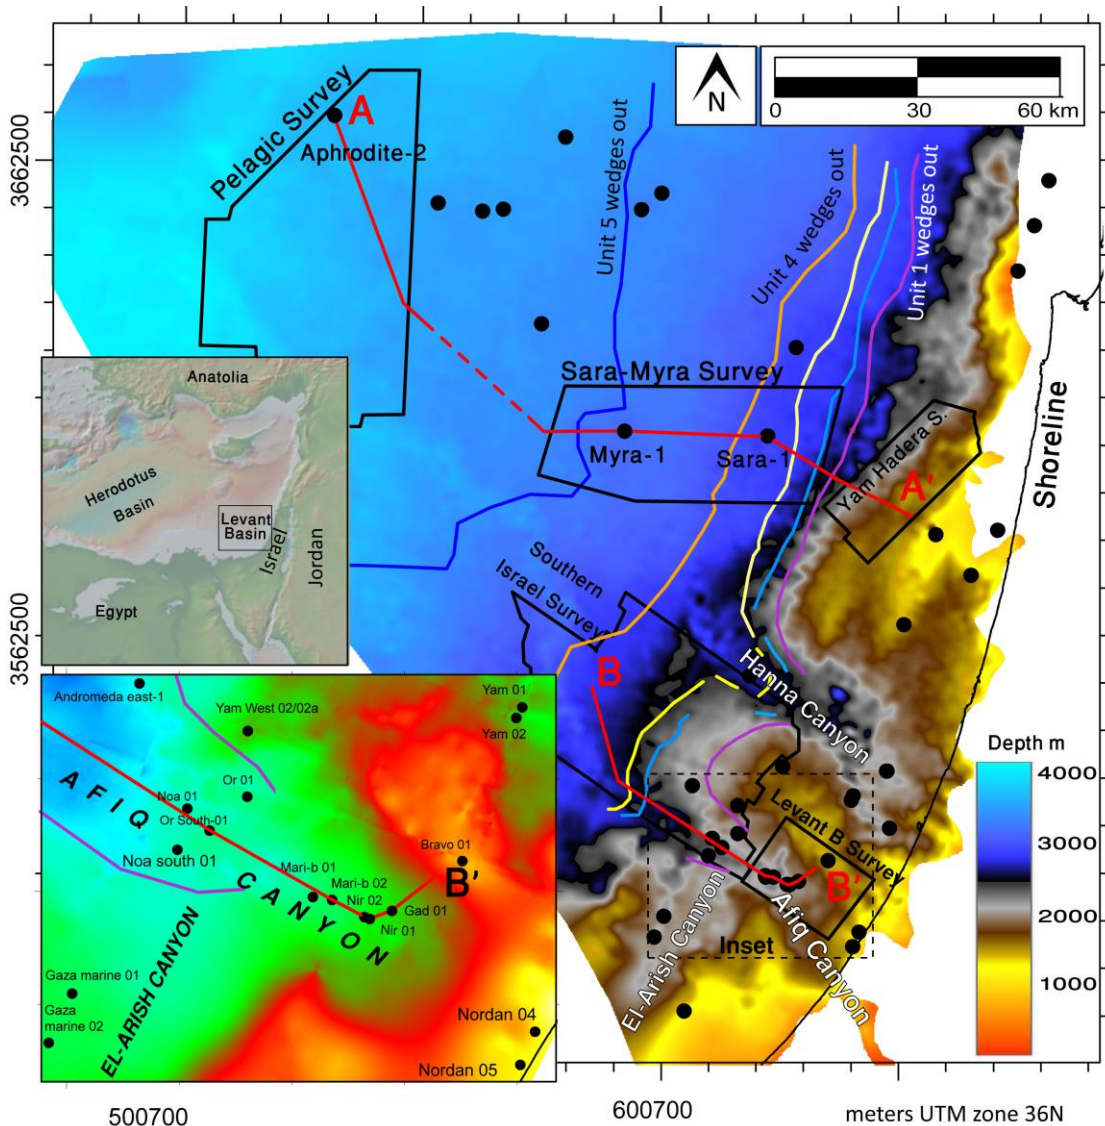 N
0
30
60 km
3662500
3562500
Pelagic Survey
A
Aphrodite-2
Unit 5 wedges out
Unit 4 wedges out
Unit 1 wedges out
Sara-Myra Survey
Myra-1
Sara-1
Yam Hadera S.
A'
Shoreline
Anatolia
Herodotus
Basin
Levant
Basin
Israel
Jordan
Egypt
Southern
Israel Survey
B
Hanna Canyon
Levant B Survey
B'
Afiq Canyon
El-Arish Canyon
Inset
Depth m
4000
3000
2000
1000
Andromeda east-1
Yam West 02/02a
Yam 01
Yam 02
Or 01
Noa 01
Or South-01
Noa south 01
AFIQ CANYON
Mari-b 01
Mari-b 02
Nir 02
Nir 01
Gad 01
Bravo 01
B'
EL-ARISH CANYON
Gaza marine 01
Gaza
marine 02
Nordan 04
Nordan 05
500700
600700
meters UTM zone 36N